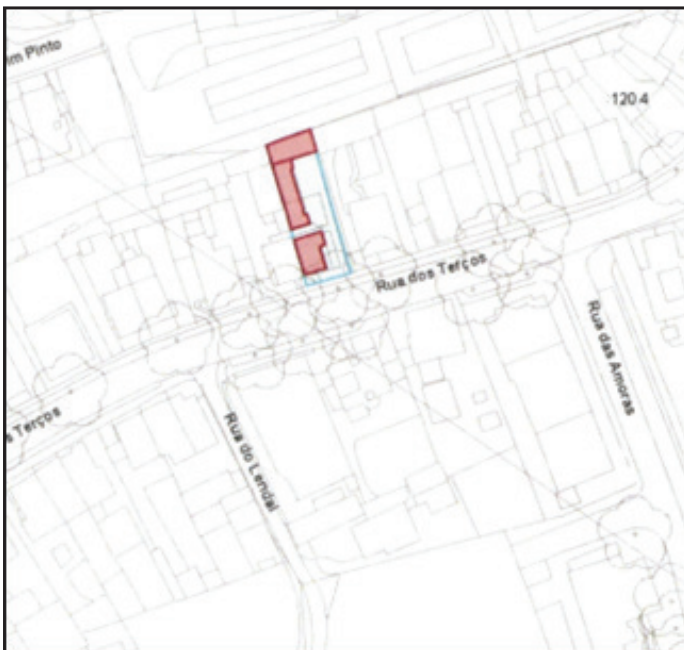 im Pinto
120.4
Rua dos Terços
Rua das Amoras
s Terços
Rua do Lendal